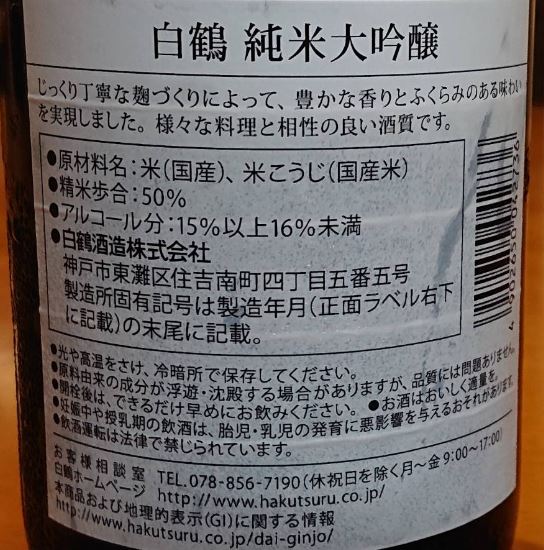 白鶴 純米大吟醸
じっくり丁寧な麹づくりによって、豊かな香りとふくらみのある味わい
を実現しました。様々な料理と相性の良い酒質です。
●原材料名：米(国産)、米こうじ(国産米)
●精米歩合：50%
●アルコール分：15%以上16%未満
●白鶴酒造株式会社
神戸市東灘区住吉南町四丁目五番五号
製造所固有記号は製造年月(正面ラベル右下
に記載)の末尾に記載。
4 902650 042736
●光や高温をさけ、冷暗所で保存してください。
●原料由来の成分が浮遊・沈殿する場合がありますが、品質には問題ありません。
●開栓後は、できるだけ早めにお飲みください。 ●お酒はおいしく適量を。
●妊娠中や授乳期の飲酒は、胎児・乳児の発育に悪影響を与えるおそれがあります。
●飲酒運転は法律で禁じられています。
お客様相談室 TEL.078-856-7190(休祝日を除く月〜金9:00〜17:00)
白鶴ホームページ http://www.hakutsuru.co.jp/
本商品および地理的表示(GI)に関する情報
http://www.hakutsuru.co.jp/dai-ginjo/